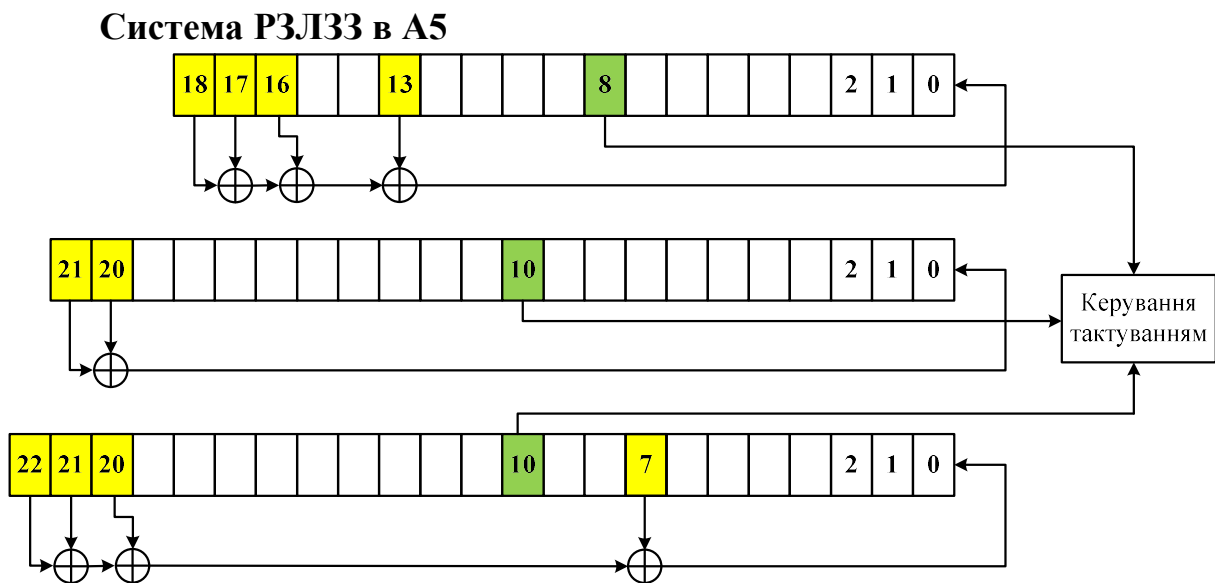 Система РЗЛЗЗ в А5
18 17 16 13 8 2 1 0
21 20 10 2 1 0
Керування
тактуванням
22 21 20 10 7 2 1 0